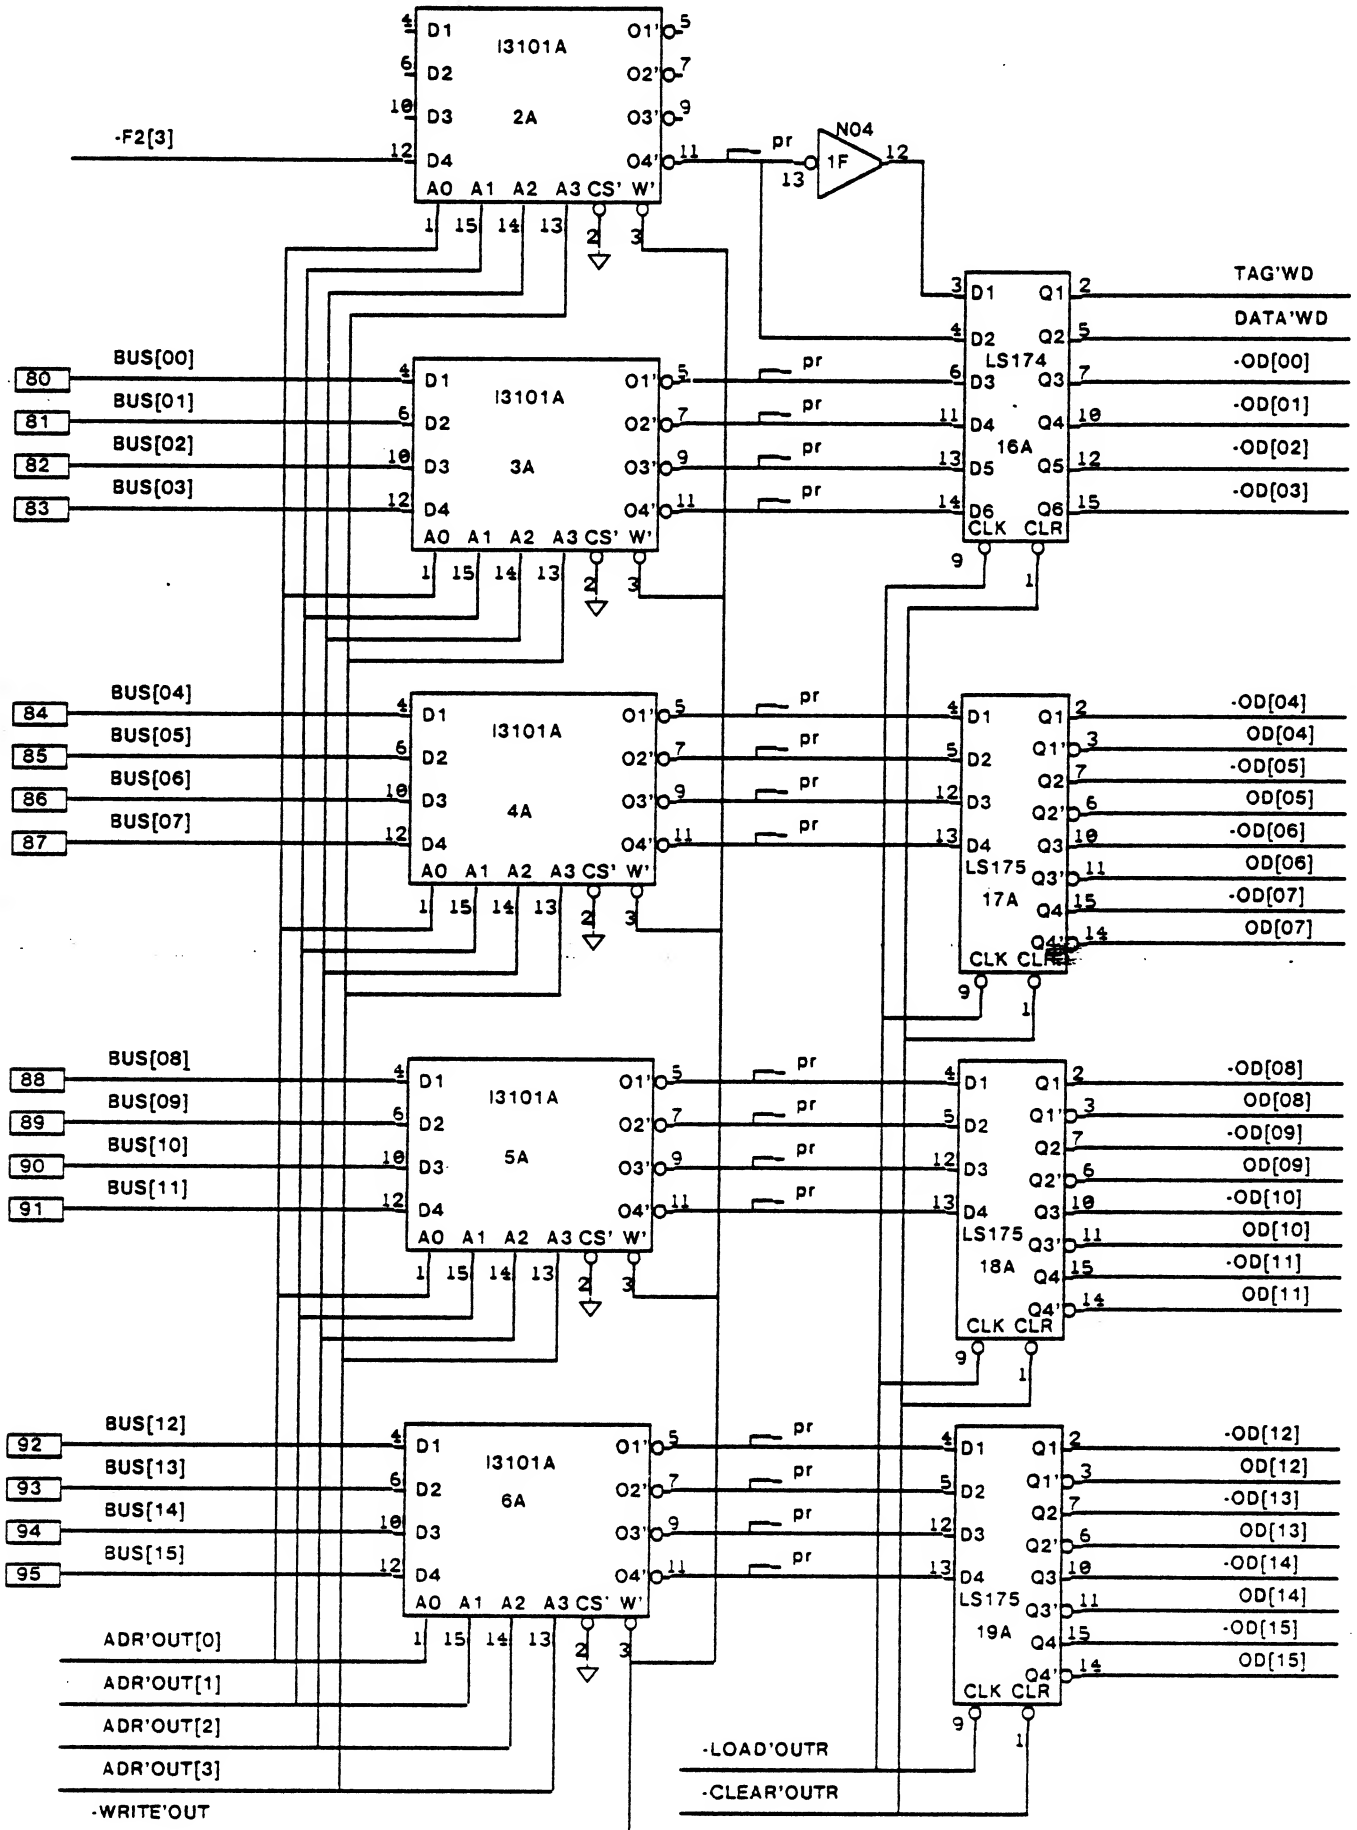 4 D1 I3101A O1' 5
6 D2 O2' 7
10 D3 2A O3' 9
-F2[3] 12 D4 O4' 11 pr 13 N04 1F 12
A0 A1 A2 A3 CS' W'
1 15 14 13 2 3
3 D1 Q1 2 TAG'WD
4 D2 Q2 5 DATA'WD
LS174
80 BUS[00] 4 D1 I3101A O1' 5 pr 6 D3 Q3 7 -OD[00]
81 BUS[01] 6 D2 O2' 7 pr 11 D4 Q4 10 -OD[01]
16A
82 BUS[02] 10 D3 3A O3' 9 pr 13 D5 Q5 12 -OD[02]
83 BUS[03] 12 D4 O4' 11 pr 14 D6 Q6 15 -OD[03]
A0 A1 A2 A3 CS' W' CLK CLR
1 15 14 13 2 3 9 1
84 BUS[04] 4 D1 I3101A O1' 5 pr 4 D1 Q1 2 -OD[04]
Q1' 3 OD[04]
85 BUS[05] 6 D2 O2' 7 pr 5 D2 Q2 7 -OD[05]
86 BUS[06] 10 D3 4A O3' 9 pr 12 D3 Q2' 6 OD[05]
87 BUS[07] 12 D4 O4' 11 pr 13 D4 Q3 10 -OD[06]
LS175 Q3' 11 OD[06]
17A Q4 15 -OD[07]
Q4' 14 OD[07]
A0 A1 A2 A3 CS' W' CLK CLR
1 15 14 13 2 3 9 1
88 BUS[08] 4 D1 I3101A O1' 5 pr 4 D1 Q1 2 -OD[08]
Q1' 3 OD[08]
89 BUS[09] 6 D2 O2' 7 pr 5 D2 Q2 7 -OD[09]
90 BUS[10] 10 D3 5A O3' 9 pr 12 D3 Q2' 6 OD[09]
91 BUS[11] 12 D4 O4' 11 pr 13 D4 Q3 10 -OD[10]
LS175 Q3' 11 OD[10]
18A Q4 15 -OD[11]
Q4' 14 OD[11]
A0 A1 A2 A3 CS' W' CLK CLR
1 15 14 13 2 3 9 1
92 BUS[12] 4 D1 I3101A O1' 5 pr 4 D1 Q1 2 -OD[12]
Q1' 3 OD[12]
93 BUS[13] 6 D2 6A O2' 7 pr 5 D2 Q2 7 -OD[13]
94 BUS[14] 10 D3 O3' 9 pr 12 D3 Q2' 6 OD[13]
95 BUS[15] 12 D4 O4' 11 pr 13 D4 Q3 10 -OD[14]
LS175 Q3' 11 OD[14]
19A Q4 15 -OD[15]
Q4' 14 OD[15]
A0 A1 A2 A3 CS' W' CLK CLR
1 15 14 13 2 3 9 1
ADR'OUT[0]
ADR'OUT[1]
ADR'OUT[2]
ADR'OUT[3]
-WRITE'OUT
-LOAD'OUTR
-CLEAR'OUTR